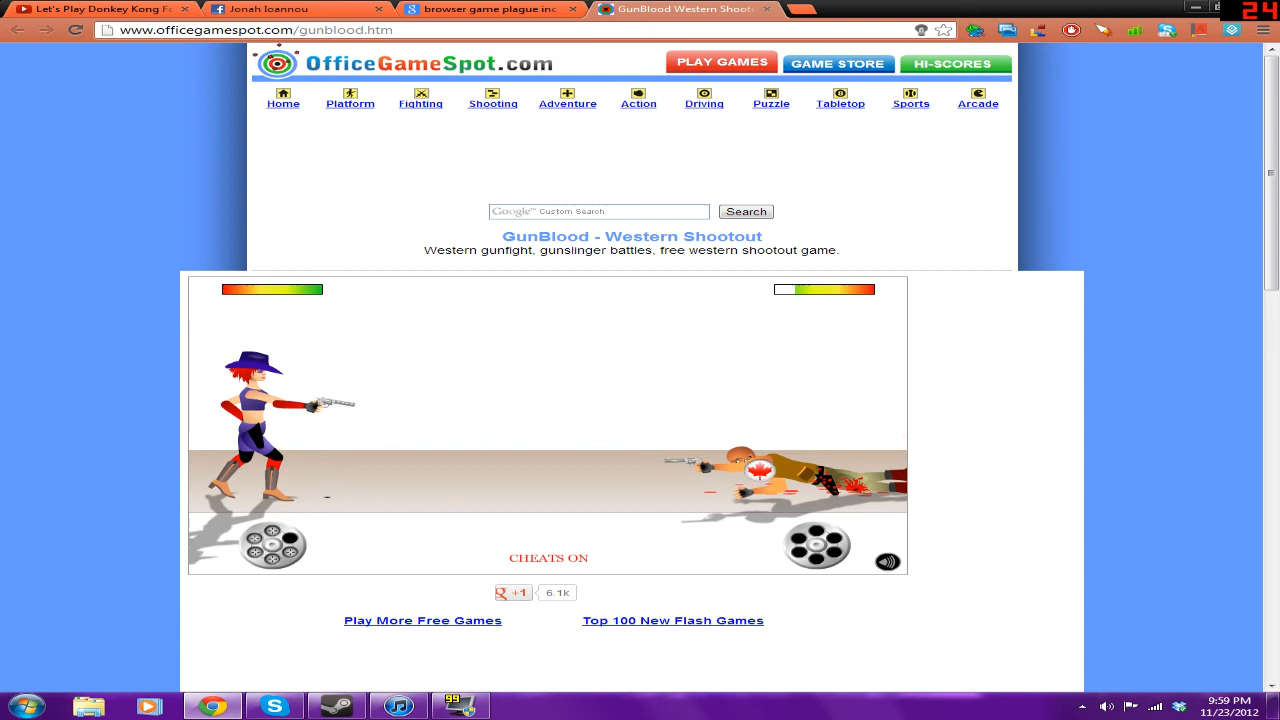 Let's Play Donkey Kong Fo
Jonah Ioannou
browser game plague inc
GunBlood Western Shoot
24
www.officegamespot.com/gunblood.htm
OfficeGameSpot.com
PLAY GAMES
GAME STORE
HI-SCORES
Home
Platform
Fighting
Shooting
Adventure
Action
Driving
Puzzle
Tabletop
Sports
Arcade
Google™ Custom Search
Search
GunBlood - Western Shootout
Western gunfight, gunslinger battles, free western shootout game.
CHEATS ON
+1
6.1k
Play More Free Games
Top 100 New Flash Games
99
9:59 PM
11/23/2012